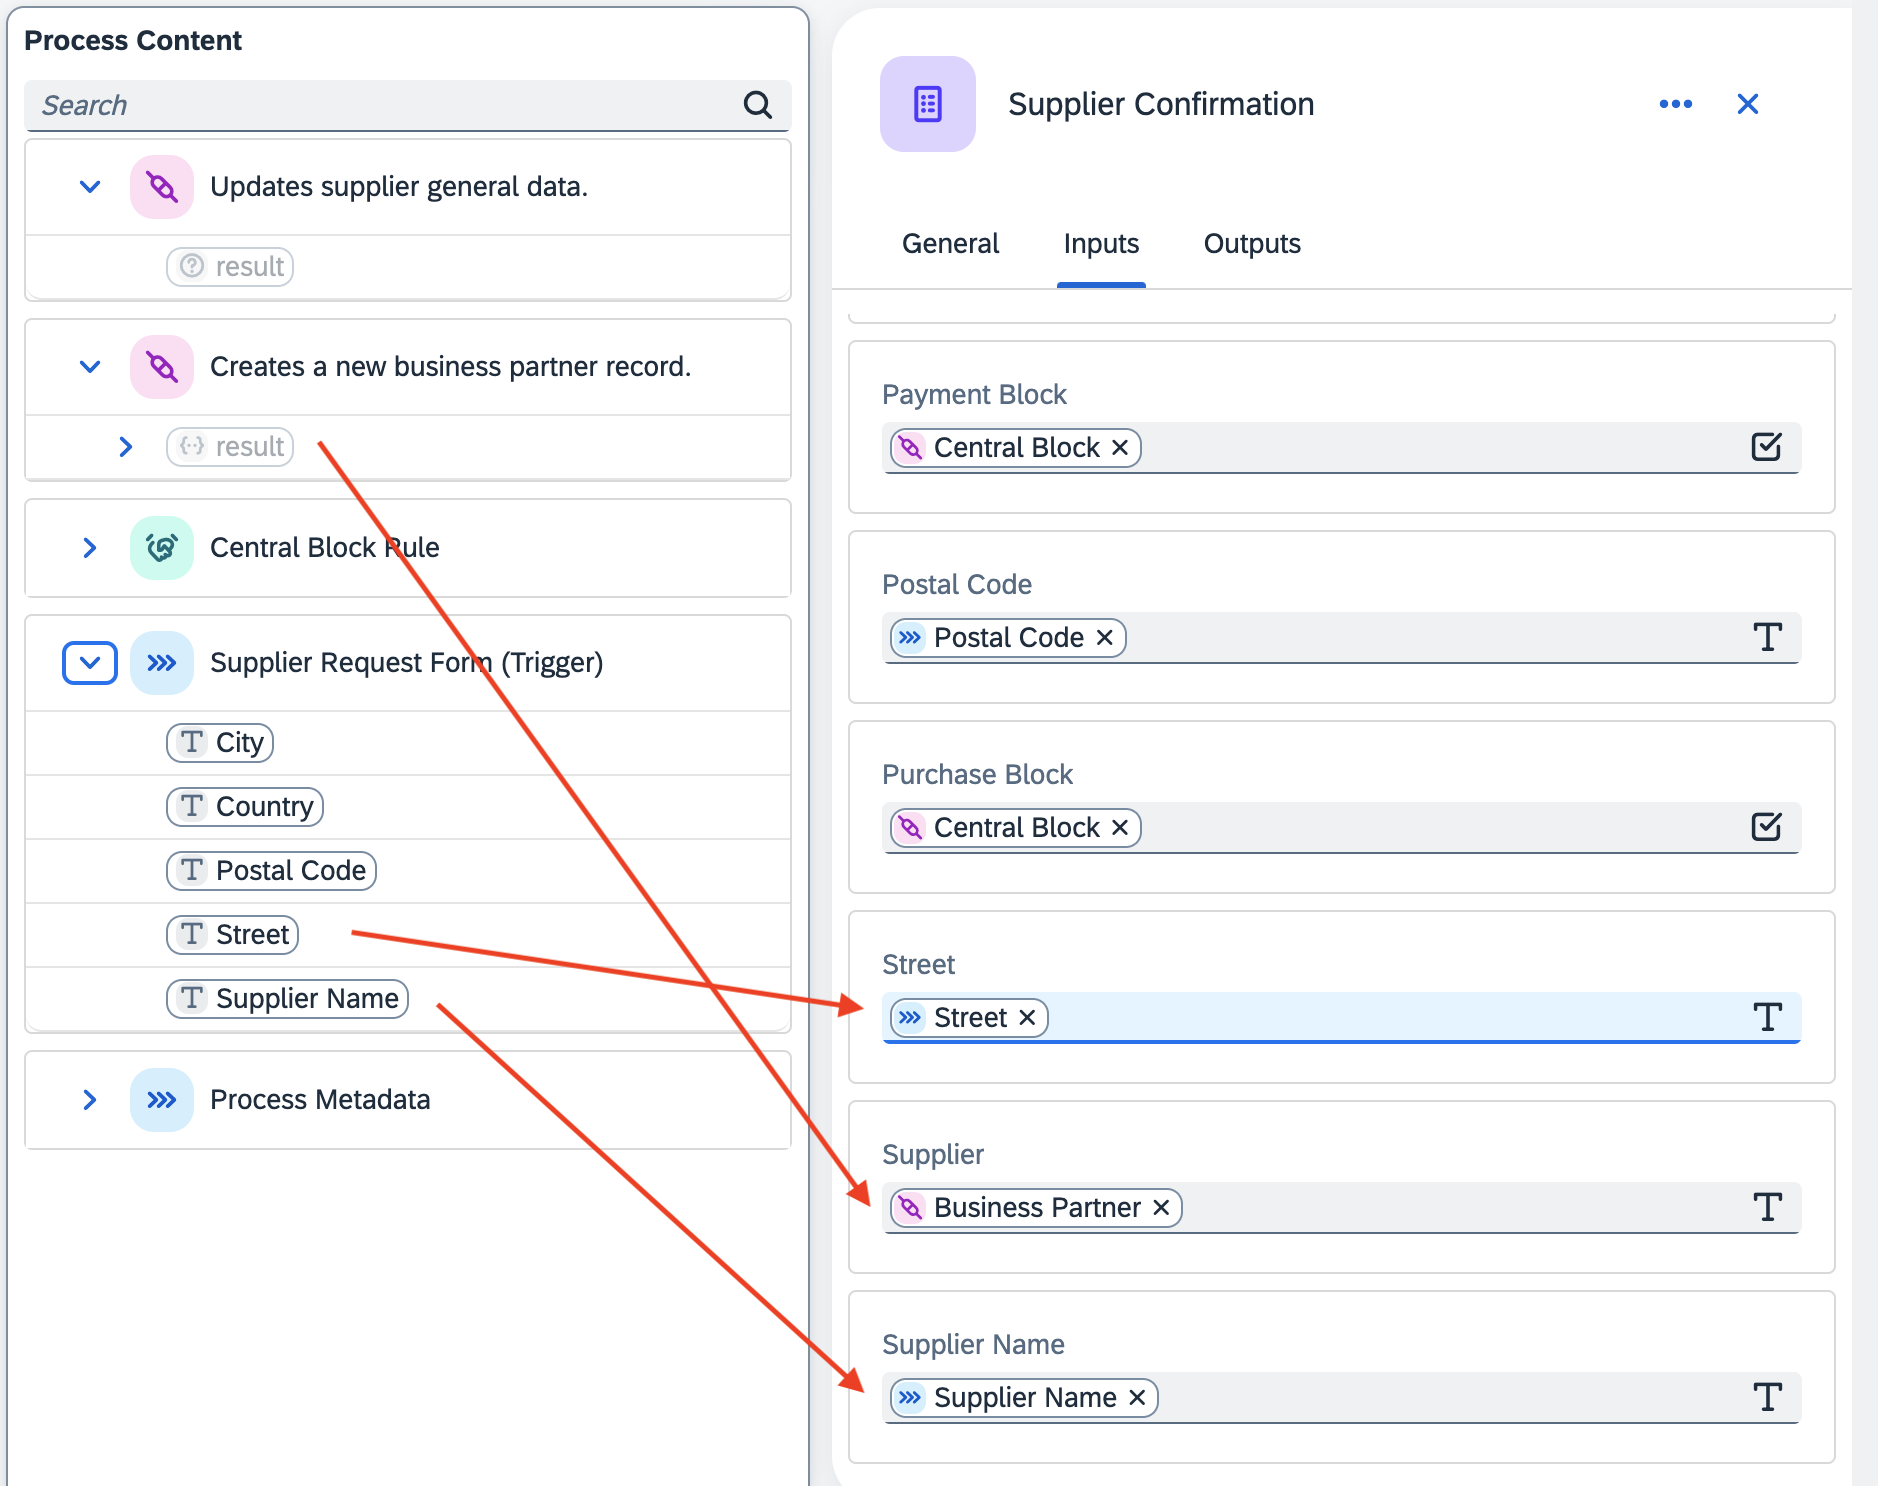 Process Content
Search
Updates supplier general data.
result
Creates a new business partner record.
result
Central Block Rule
Supplier Request Form (Trigger)
City
Country
Postal Code
Street
Supplier Name
Process Metadata
Supplier Confirmation
General Inputs Outputs
Payment Block
Central Block
Postal Code
Postal Code
Purchase Block
Central Block
Street
Street
Supplier
Business Partner
Supplier Name
Supplier Name